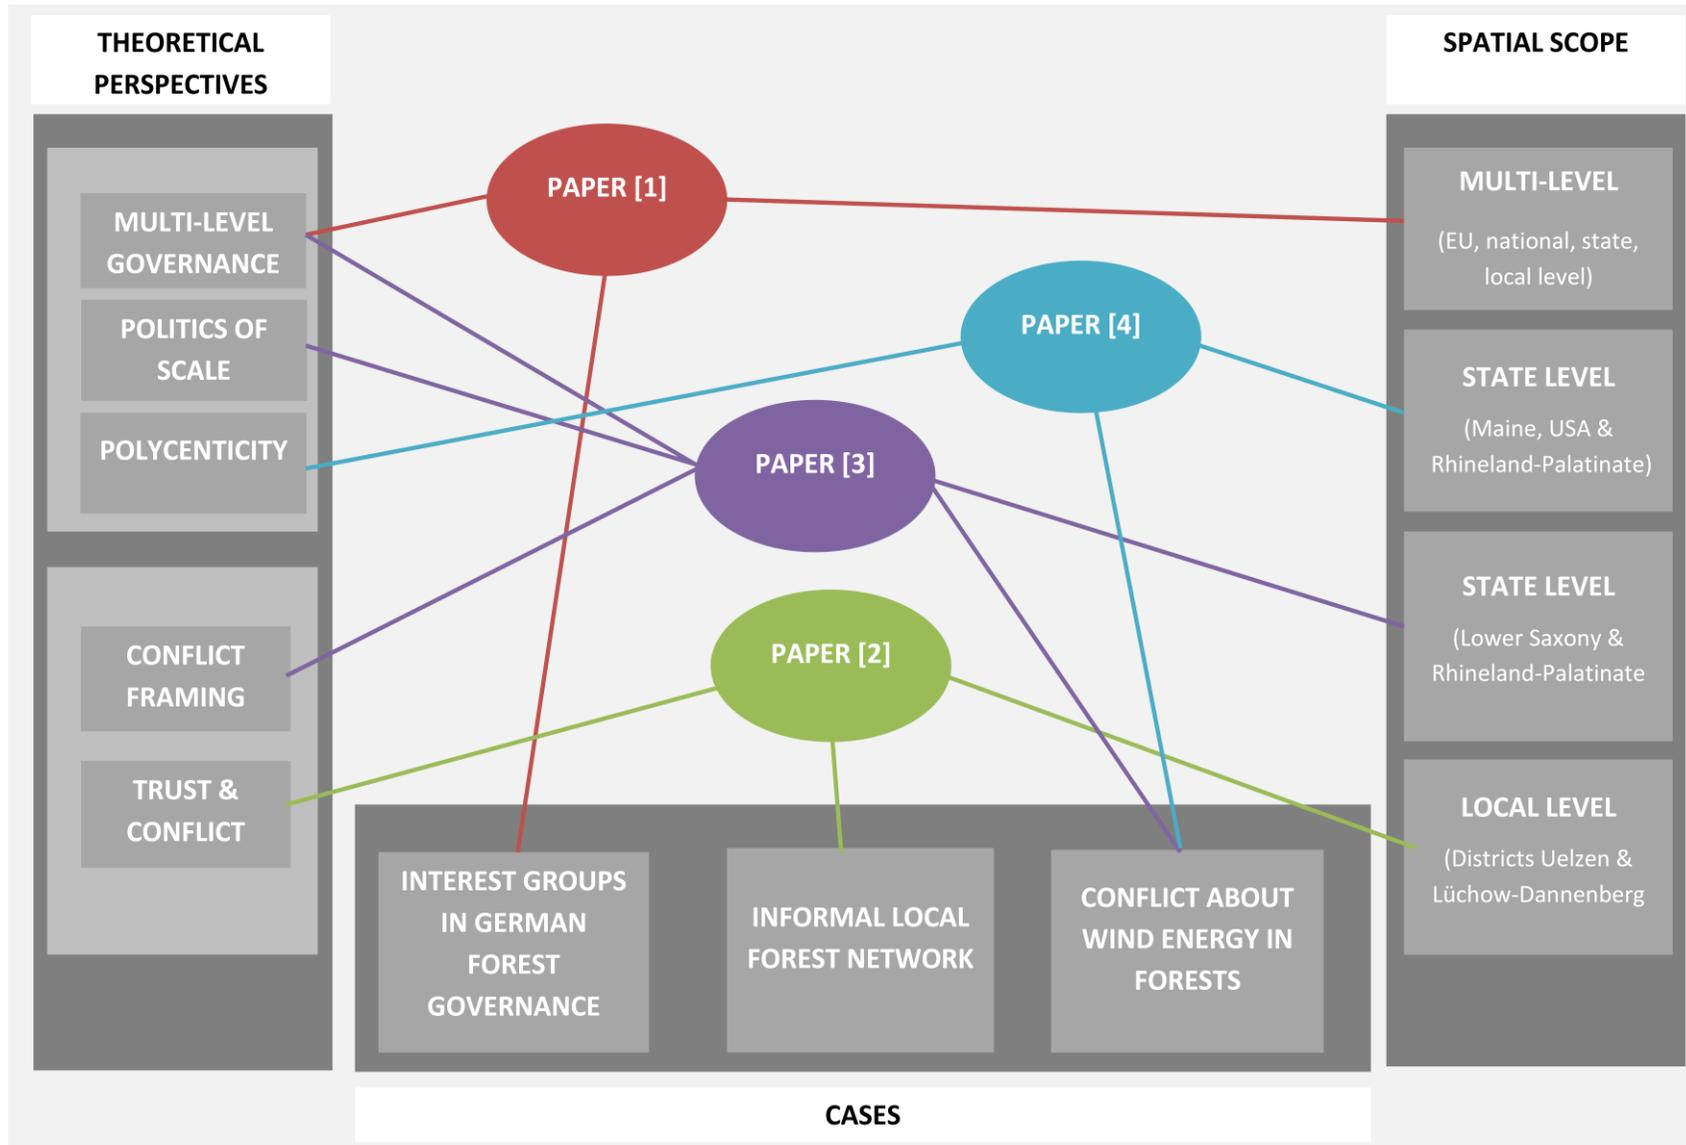 THEORETICAL
PERSPECTIVES
MULTI-LEVEL
GOVERNANCE
POLITICS OF
SCALE
POLYCENTICITY
CONFLICT
FRAMING
TRUST &
CONFLICT
PAPER [1]
PAPER [4]
PAPER [3]
PAPER [2]
INTEREST GROUPS
IN GERMAN
FOREST
GOVERNANCE
INFORMAL LOCAL
FOREST NETWORK
CONFLICT ABOUT
WIND ENERGY IN
FORESTS
CASES
SPATIAL SCOPE
MULTI-LEVEL
(EU, national, state,
local level)
STATE LEVEL
(Maine, USA &
Rhineland-Palatinate)
STATE LEVEL
(Lower Saxony &
Rhineland-Palatinate
LOCAL LEVEL
(Districts Uelzen &
Lüchow-Dannenberg